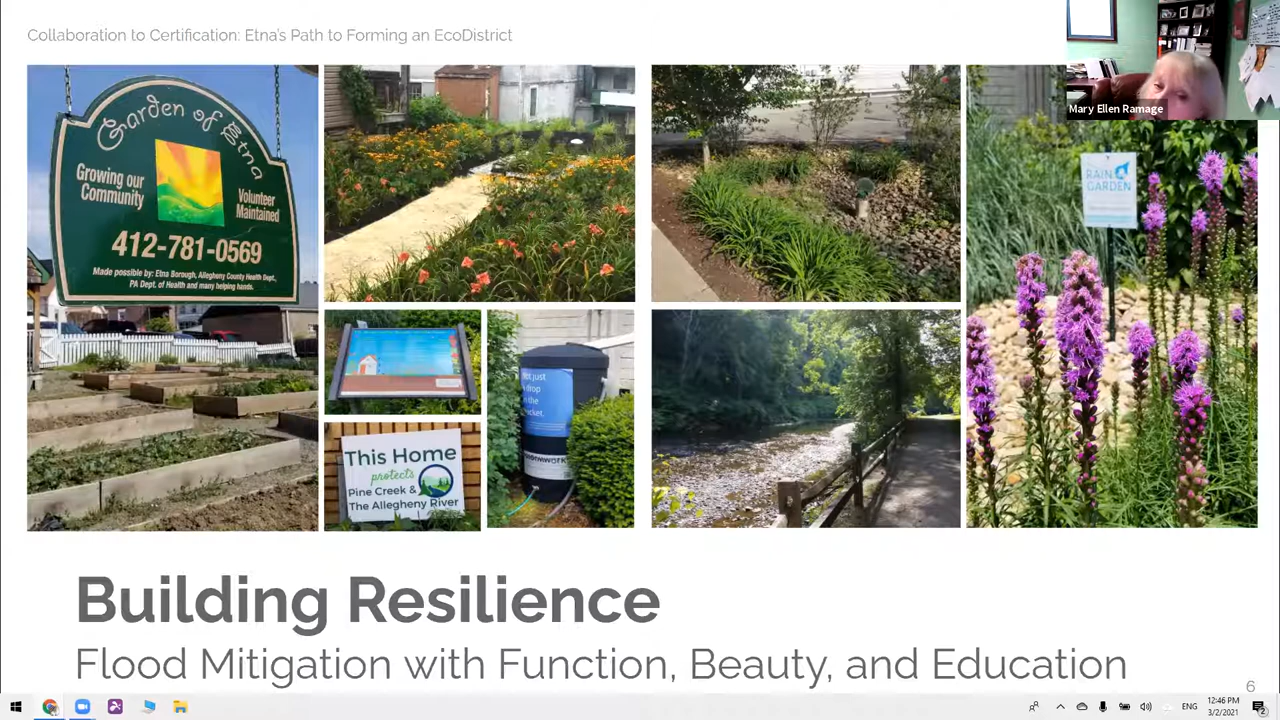 Collaboration to Certification: Etna's Path to Forming an EcoDistrict
Mary Ellen Ramage
Garden of Etna
Growing our
Community
Volunteer
Maintained
412-781-0569
Made possible by: Etna Borough, Allegheny County Health Dept.,
PA Dept. of Health and many helping hands.
RAIN
GARDEN
Not just
a drop
in the
bucket.
This Home
protects
Pine Creek &
The Allegheny River
Building Resilience
Flood Mitigation with Function, Beauty, and Education
6
ENG
12:46 PM
3/2/2021
2